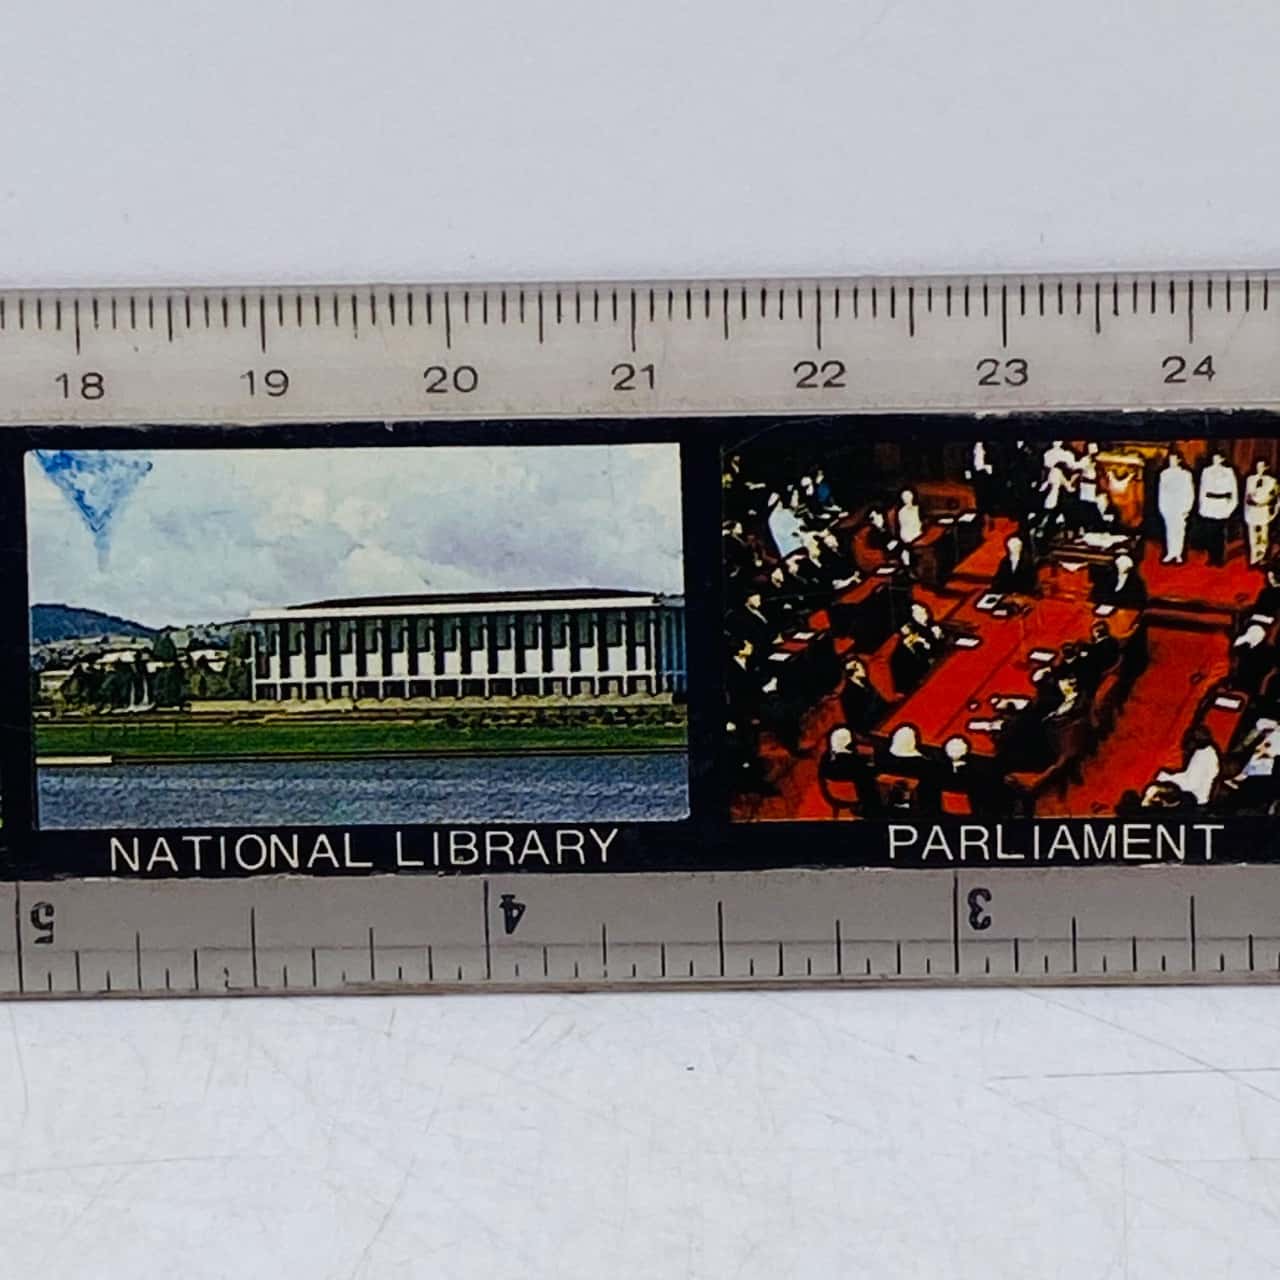 18 19 20 21 22 23 24
NATIONAL LIBRARY
PARLIAMENT
5 4 3